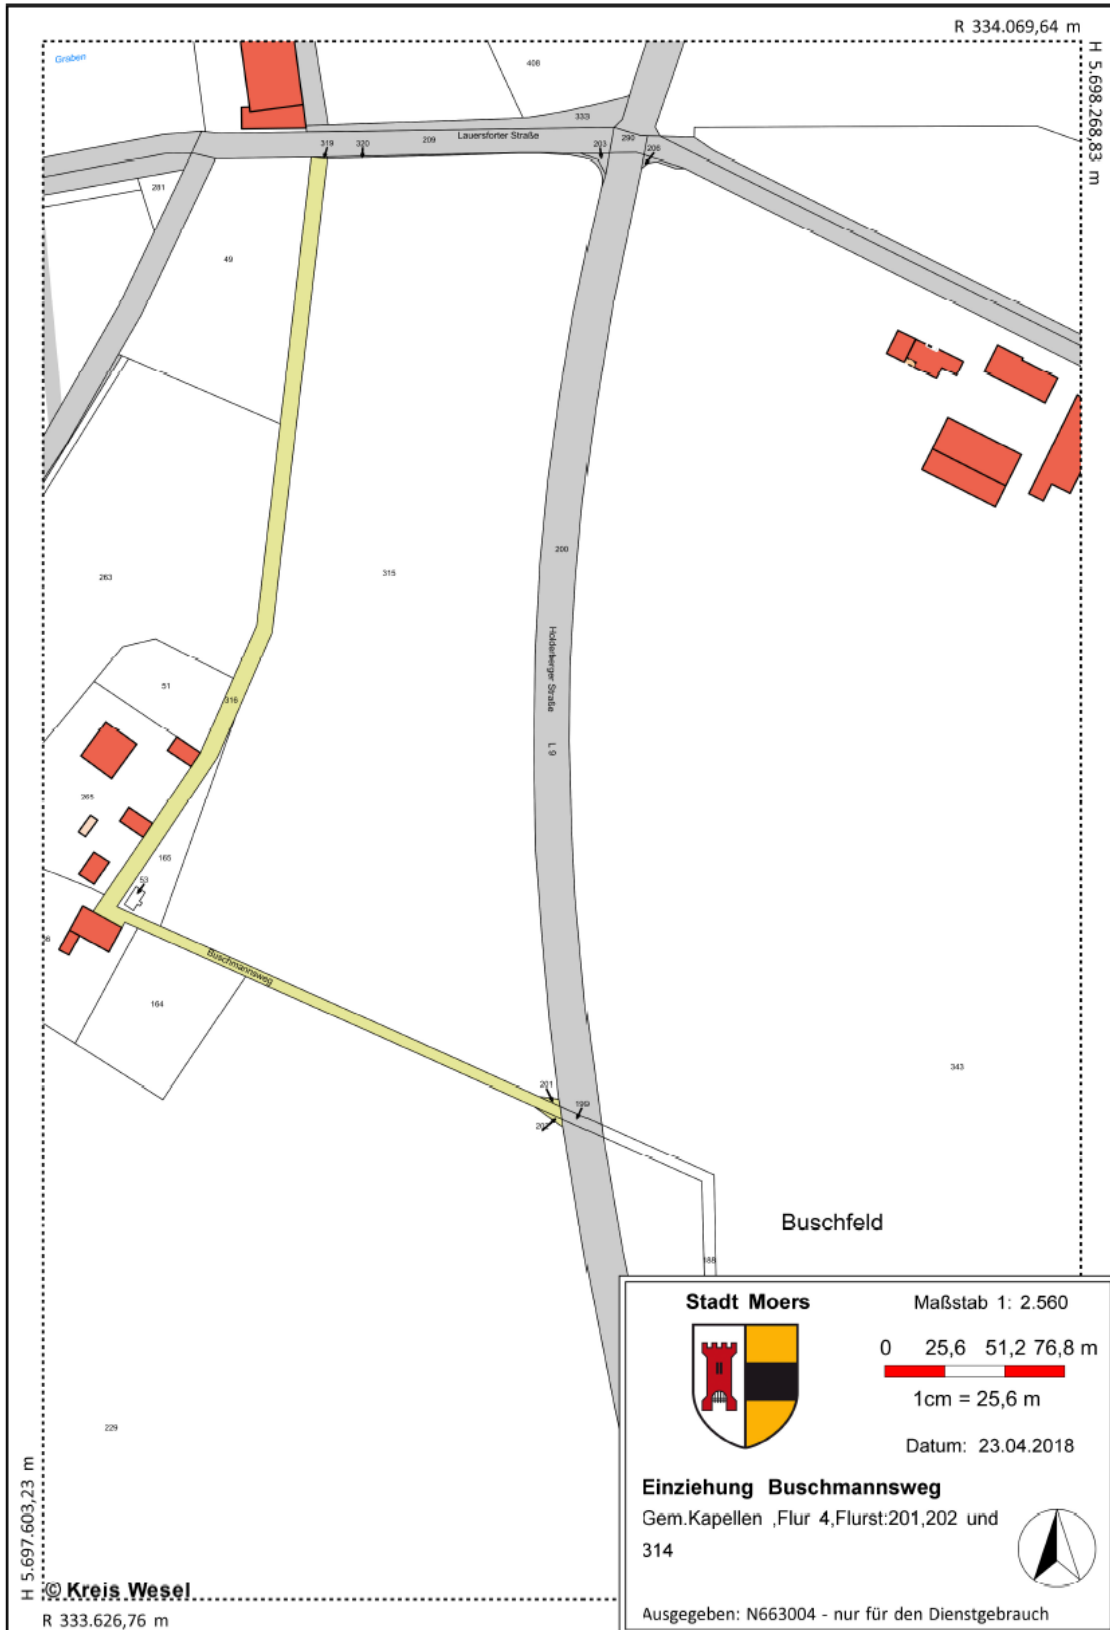 R 334.069,64 m
H 5.698.268,83 m
Graben
408
333
Lauersforter Straße
209
319
320
203
290
206
281
49
200
315
263
Holderberger Straße L 9
51
316
265
165
53
Buschmannsweg
164
343
201
199
202
Buschfeld
188
229
H 5.697.603,23 m
© Kreis Wesel
R 333.626,76 m
Stadt Moers
Maßstab 1: 2.560
0 25,6 51,2 76,8 m
1cm = 25,6 m
Datum: 23.04.2018
Einziehung Buschmannsweg
Gem.Kapellen ,Flur 4,Flurst:201,202 und
314
Ausgegeben: N663004 - nur für den Dienstgebrauch